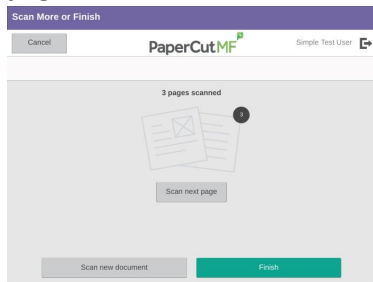 Scan More or Finish
Cancel
PaperCut MF
Simple Test User
3 pages scanned
3
Scan next page
Scan new document
Finish